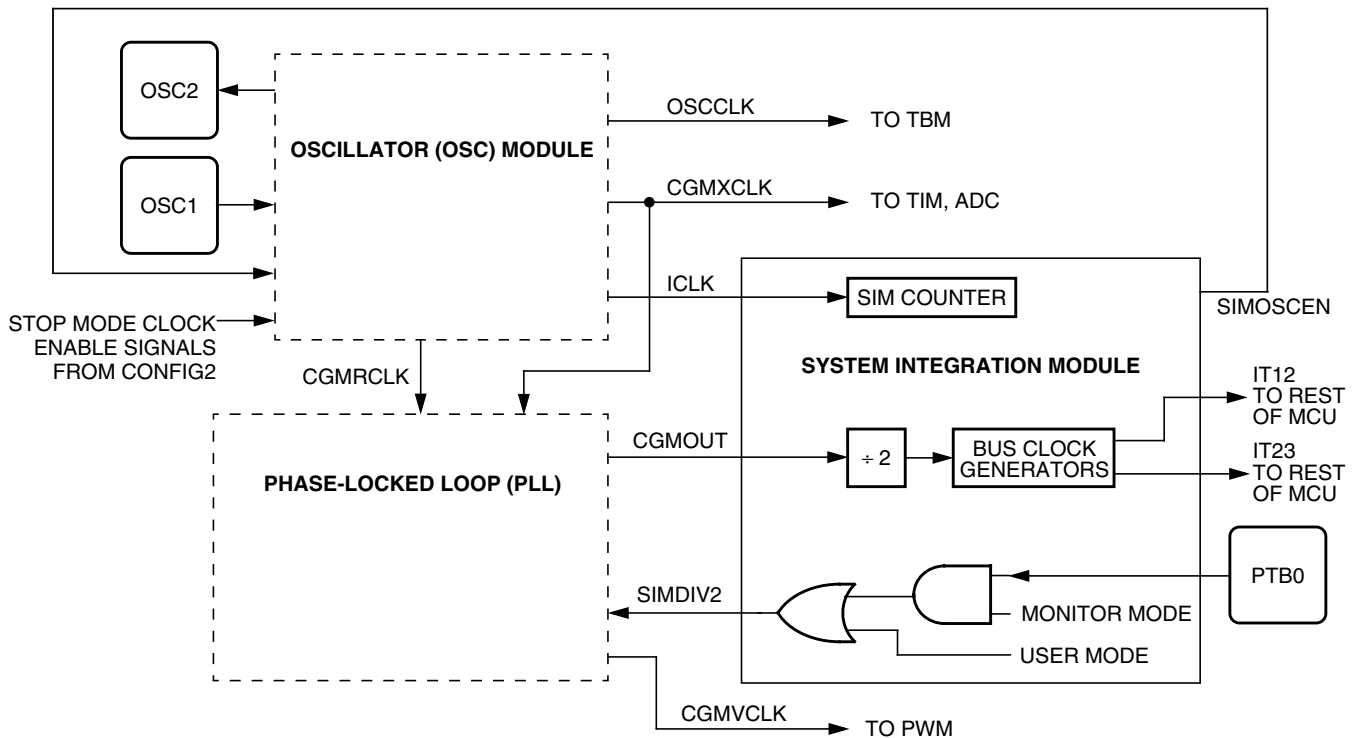 OSC2
OSCCLK
TO TBM
OSCILLATOR (OSC) MODULE
OSC1
CGMXCLK
TO TIM, ADC
ICLK
SIM COUNTER
SIMOSCEN
STOP MODE CLOCK
ENABLE SIGNALS
FROM CONFIG2
CGMRCLK
SYSTEM INTEGRATION MODULE
IT12
TO REST
OF MCU
CGMOUT
÷ 2
BUS CLOCK
GENERATORS
IT23
TO REST
OF MCU
PHASE-LOCKED LOOP (PLL)
SIMDIV2
PTB0
MONITOR MODE
USER MODE
CGMVCLK
TO PWM